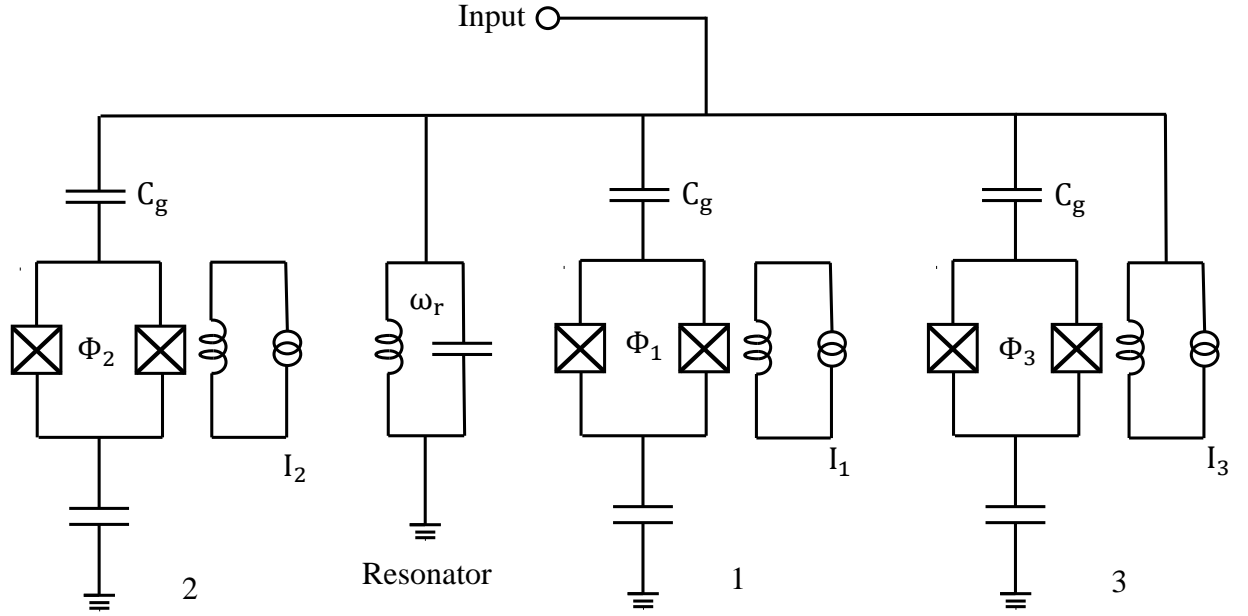 Input
C_g
C_g
C_g
ω_r
Φ_2
Φ_1
Φ_3
I_2
I_1
I_3
Resonator
2
1
3